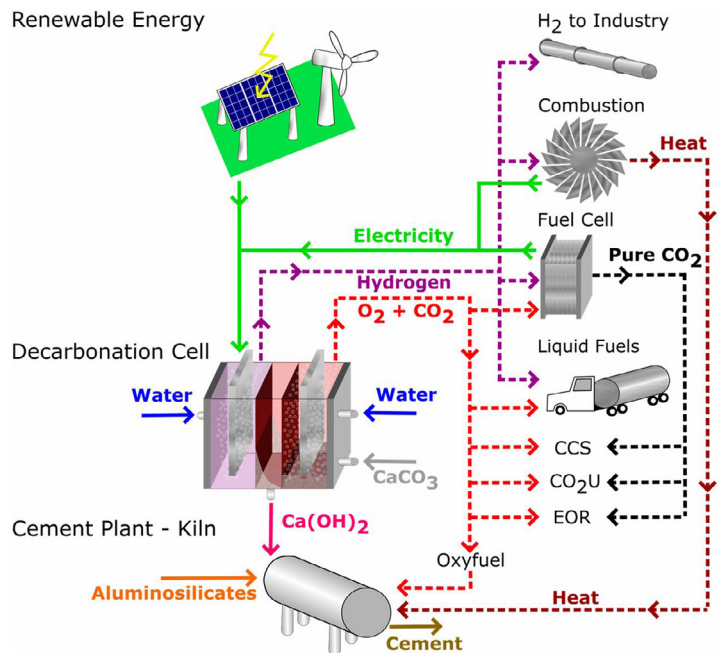 Renewable Energy
H2 to Industry
Combustion
Heat
Fuel Cell
Electricity
Pure CO2
Hydrogen
O2 + CO2
Decarbonation Cell
Liquid Fuels
Water
Water
CCS
CaCO3
CO2U
Ca(OH)2
EOR
Cement Plant - Kiln
Oxyfuel
Aluminosilicates
Heat
Cement